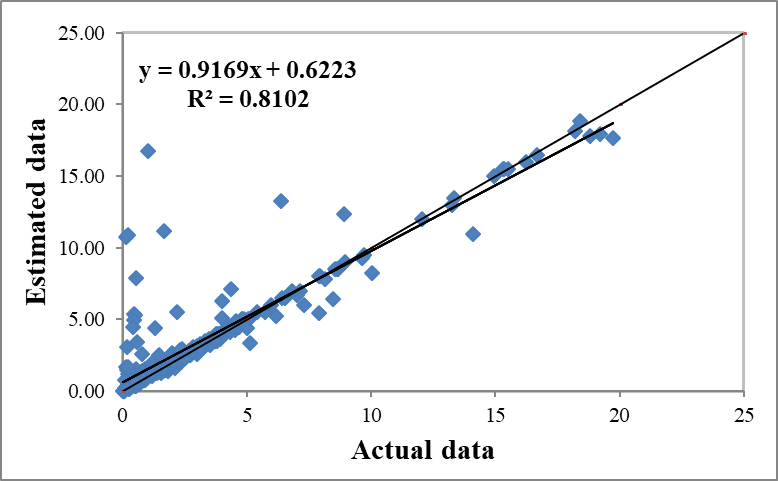 25.00
y = 0.9169x + 0.6223
R² = 0.8102
20.00
15.00
10.00
5.00
0.00
Estimated data
0 5 10 15 20 25
Actual data